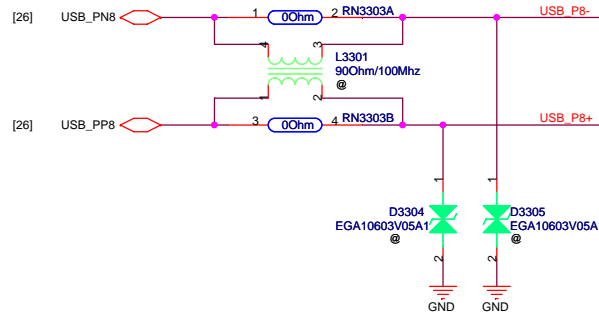 [26] USB_PN8 1 0Ohm 2 RN3303A USB_P8-
4 3
L3301
90Ohm/100Mhz
@
1 2
[26] USB_PP8 3 0Ohm 4 RN3303B USB_P8+
1 1
D3304 D3305
EGA10603V05A1 EGA10603V05A
@ @
2 2
GND GND